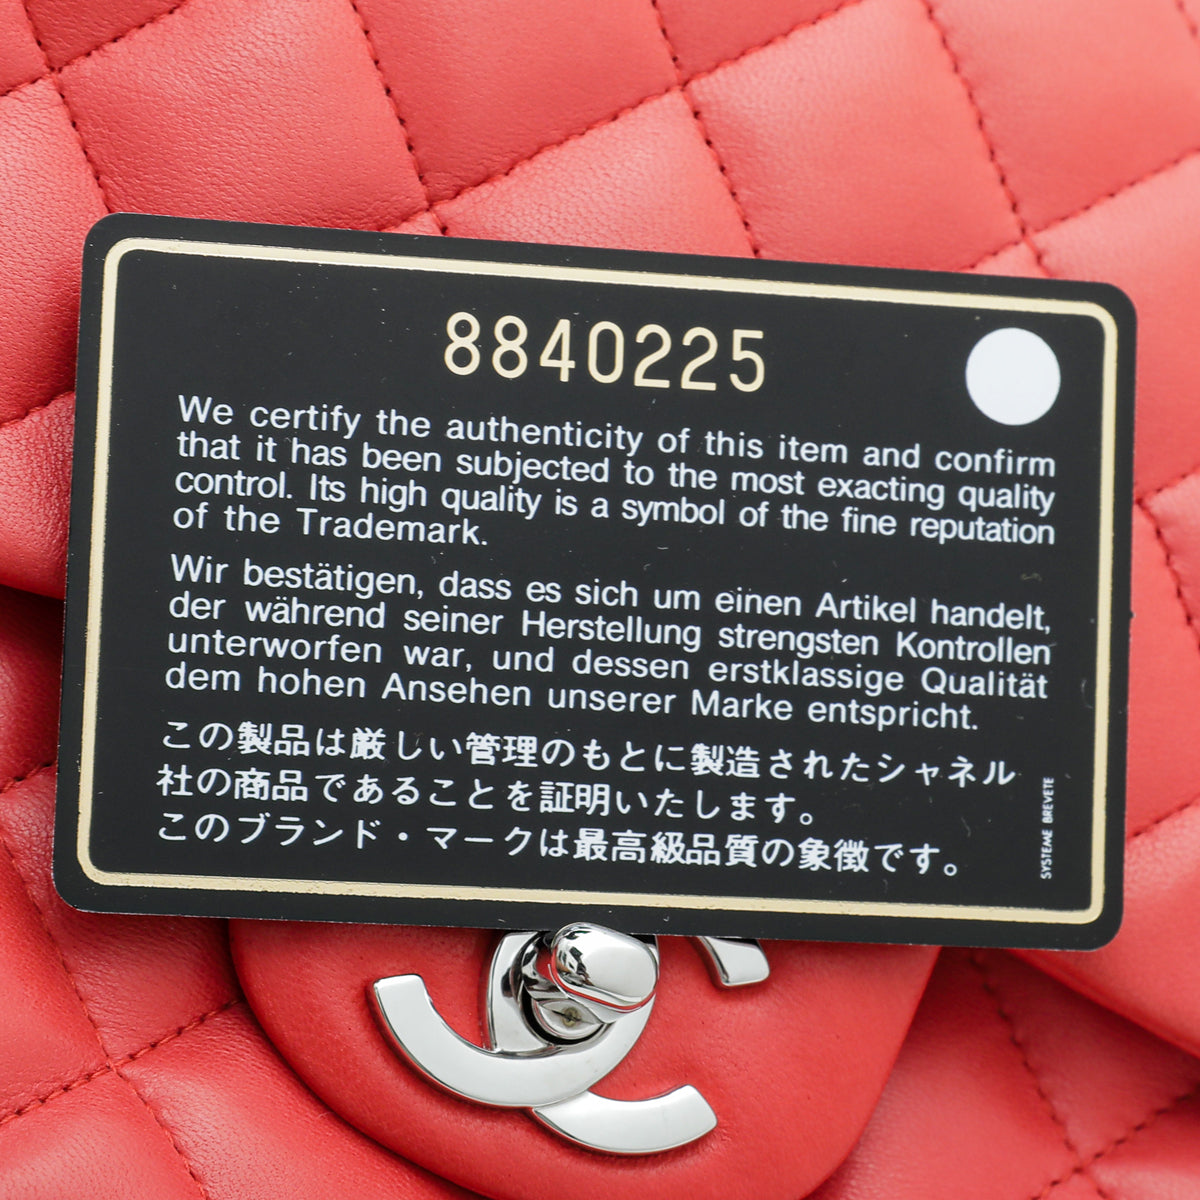 8840225
We certify the authenticity of this item and confirm
that it has been subjected to the most exacting quality
control. Its high quality is a symbol of the fine reputation
of the Trademark.
Wir bestätigen, dass es sich um einen Artikel handelt,
der während seiner Herstellung strengsten Kontrollen
unterworfen war, und dessen erstklassige Qualität
dem hohen Ansehen unserer Marke entspricht.
この製品は厳しい管理のもとに製造されたシャネル
社の商品であることを証明いたします。
このブランド・マークは最高級品質の象徴です。
SYSTEME BREVETE